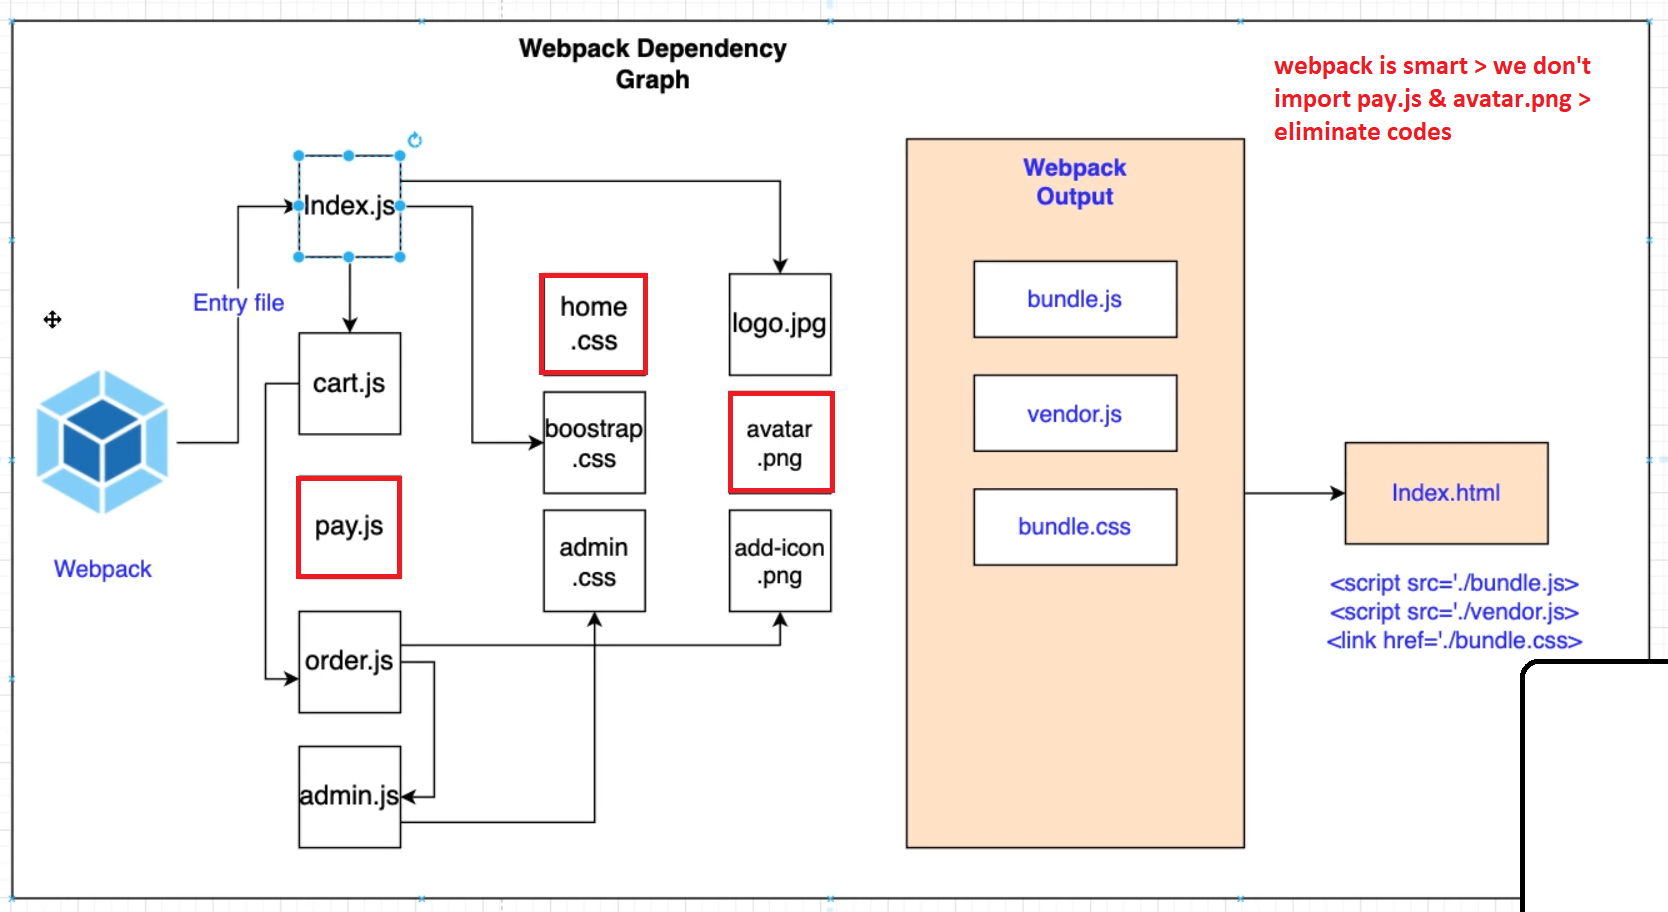 Webpack Dependency
Graph
webpack is smart > we don't
import pay.js & avatar.png >
eliminate codes
Index.js
Entry file
cart.js
pay.js
order.js
admin.js
Webpack
home
.css
boostrap
.css
admin
.css
logo.jpg
avatar
.png
add-icon
.png
Webpack
Output
bundle.js
vendor.js
bundle.css
Index.html
<script src='./bundle.js>
<script src='./vendor.js>
<link href='./bundle.css>